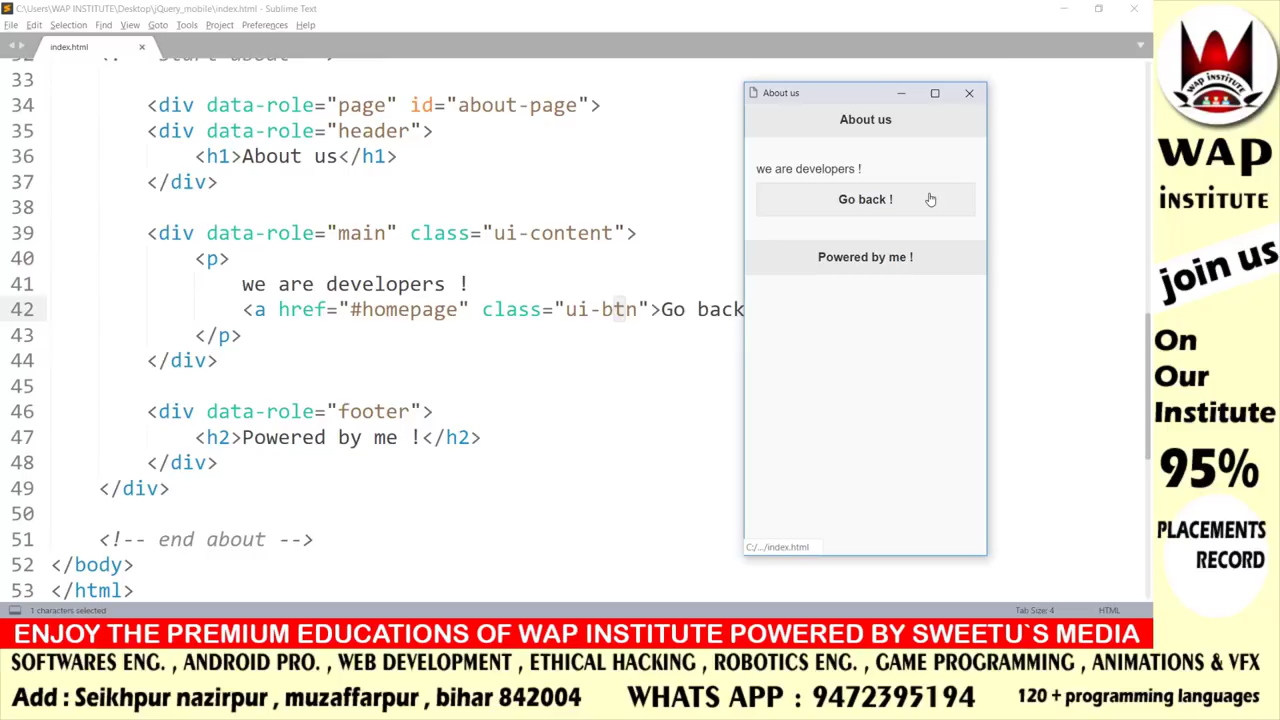 C:\Users\WAP INSTITUTE\Desktop\jQuery_mobile\index.html - Sublime Text
File Edit Selection Find View Goto Tools Project Preferences Help
index.html
33
34 <div data-role="page" id="about-page">
35 <div data-role="header">
36 <h1>About us</h1>
37 </div>
38
39 <div data-role="main" class="ui-content">
40 <p>
41 we are developers !
42 <a href="#homepage" class="ui-btn">Go back
43 </p>
44 </div>
45
46 <div data-role="footer">
47 <h2>Powered by me !</h2>
48 </div>
49 </div>
50
51 <!-- end about -->
52 </body>
53 </html>
1 characters selected
Tab Size: 4
HTML
About us
About us
we are developers !
Go back !
Powered by me !
C:/.../index.html
WAP INSTITUTE
WAP
INSTITUTE
join us
On
Our
Institute
95%
PLACEMENTS
RECORD
ENJOY THE PREMIUM EDUCATIONS OF WAP INSTITUTE POWERED BY SWEETU`S MEDIA
SOFTWARES ENG. , ANDROID PRO. , WEB DEVELOPMENT , ETHICAL HACKING , ROBOTICS ENG. , GAME PROGRAMMING , ANIMATIONS & VFX
Add : Seikhpur nazirpur , muzaffarpur , bihar 842004 WHATS APP : 9472395194 120 + programming languages